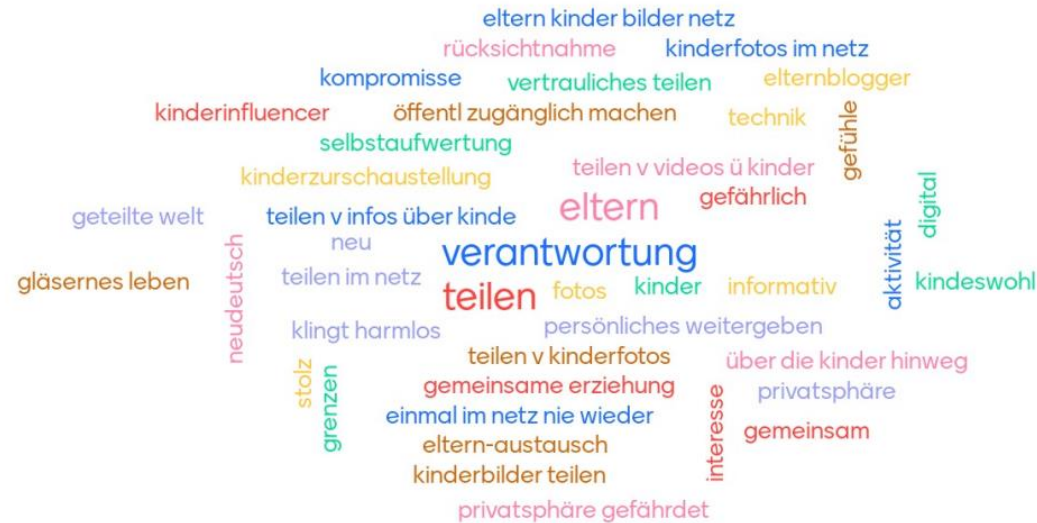 eltern kinder bilder netz
rücksichtnahme
kinderfotos im netz
kompromisse
vertrauliches teilen
elternblogger
kinderinfluencer
öffentl zugänglich machen
technik
gefühle
selbstaufwertung
kinderzurschaustellung
teilen v videos ü kinder
gefährlich
digital
geteilte welt
teilen v infos über kinde
eltern
neu
verantwortung
aktivität
neudeutsch
gläsernes leben
teilen im netz
teilen
fotos
kinder
informativ
kindeswohl
klingt harmlos
persönliches weitergeben
teilen v kinderfotos
über die kinder hinweg
stolz
grenzen
gemeinsame erziehung
privatsphäre
einmal im netz nie wieder
interesse
gemeinsam
eltern-austausch
kinderbilder teilen
privatsphäre gefährdet